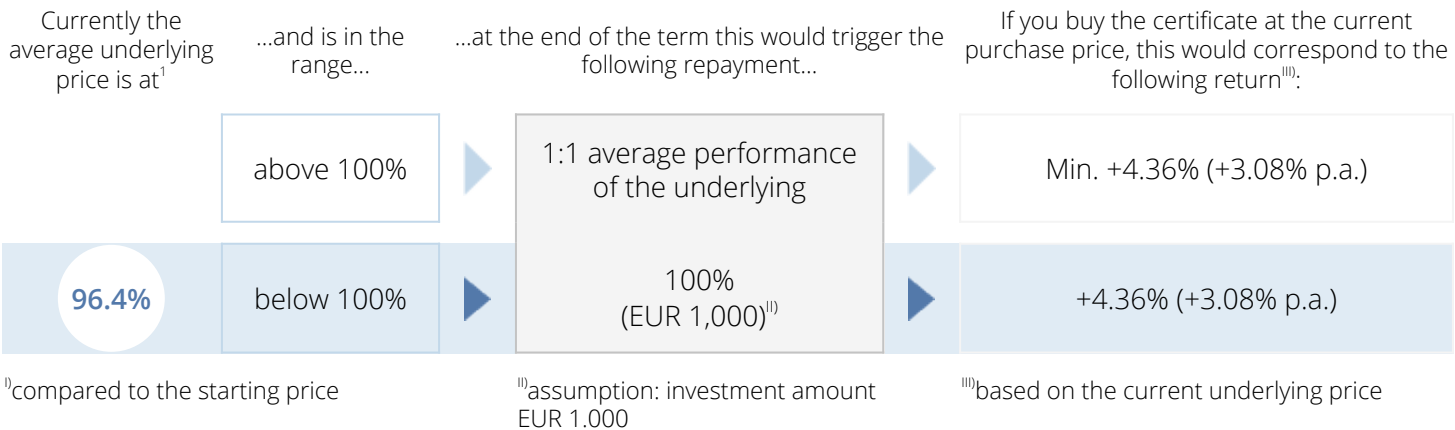 Currently the
average underlying
price is at1
...and is in the
range...
...at the end of the term this would trigger the
following repayment...
If you buy the certificate at the current
purchase price, this would correspond to the
following returnIII):
above 100%
1:1 average performance
of the underlying
Min. +4.36% (+3.08% p.a.)
96.4%
below 100%
100%
(EUR 1,000)II)
+4.36% (+3.08% p.a.)
I)compared to the starting price
II)assumption: investment amount
EUR 1.000
III)based on the current underlying price